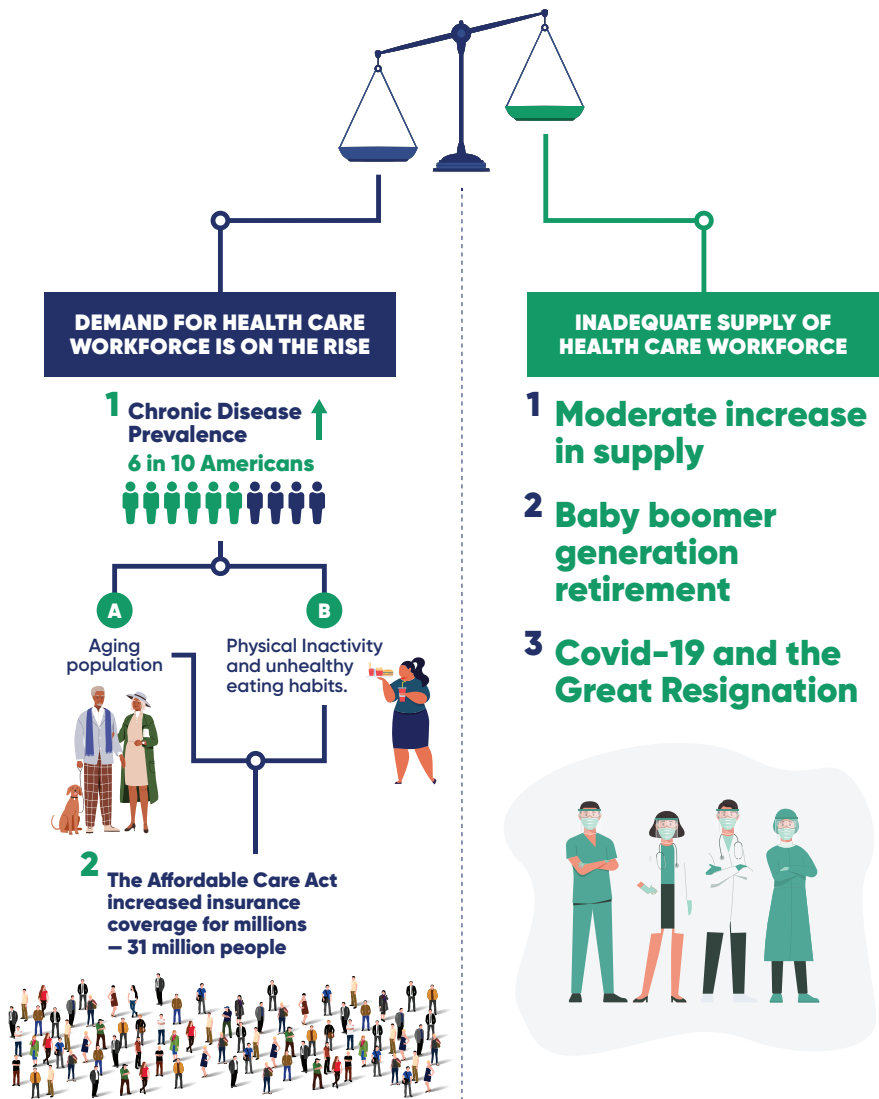 DEMAND FOR HEALTH CARE
WORKFORCE IS ON THE RISE
1
Chronic Disease
Prevalence
6 in 10 Americans
A
Aging
population
B
Physical Inactivity
and unhealthy
eating habits.
2
The Affordable Care Act
increased insurance
coverage for millions
– 31 million people
INADEQUATE SUPPLY OF
HEALTH CARE WORKFORCE
1
Moderate increase
in supply
2
Baby boomer
generation
retirement
3
Covid-19 and the
Great Resignation